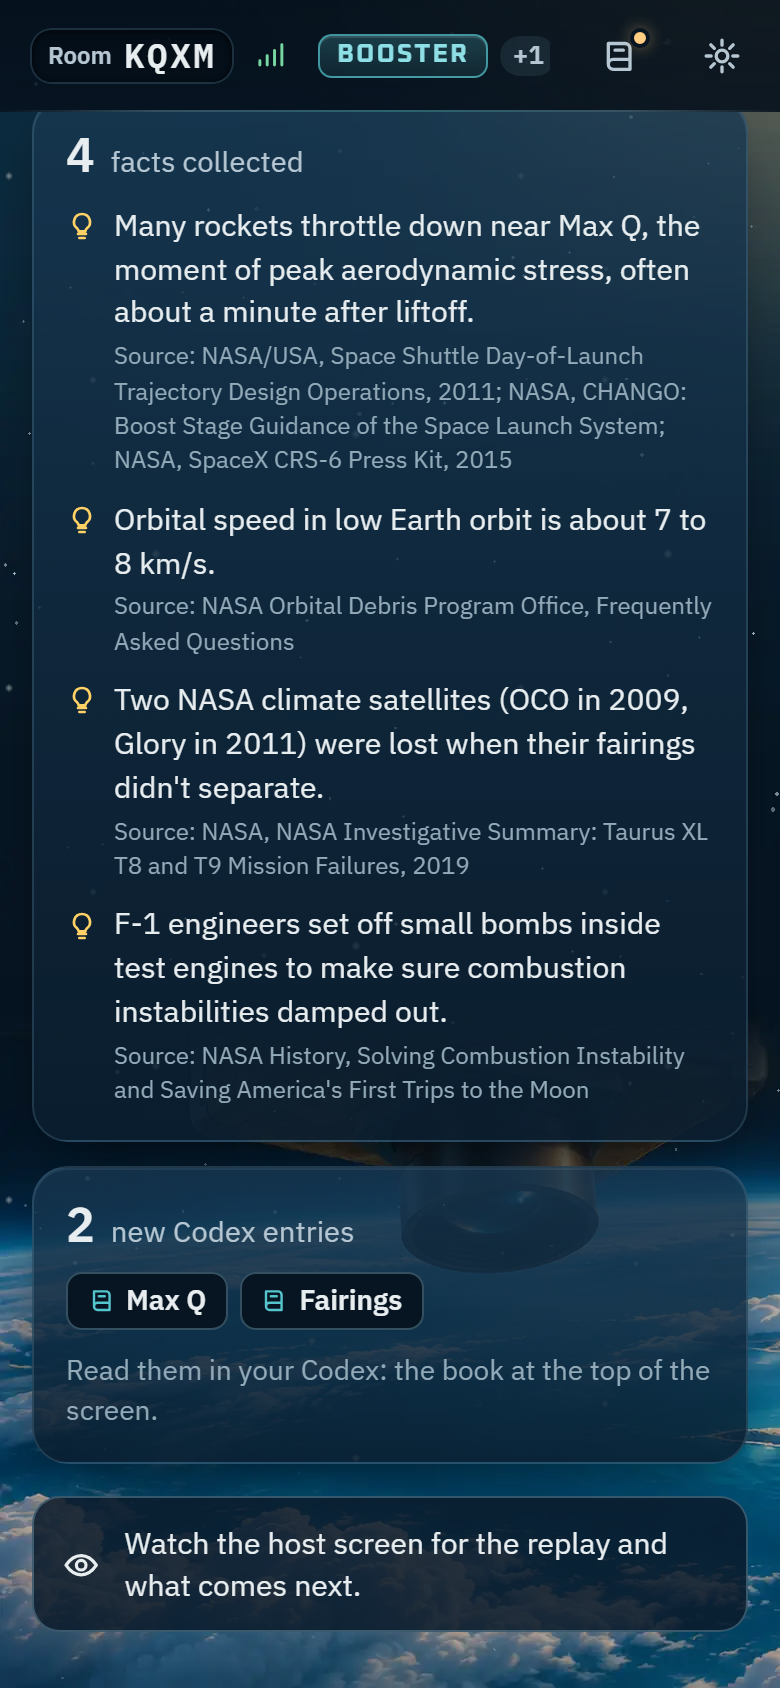 Room KQXM BOOSTER +1
4 facts collected
Many rockets throttle down near Max Q, the
moment of peak aerodynamic stress, often
about a minute after liftoff.
Source: NASA/USA, Space Shuttle Day-of-Launch
Trajectory Design Operations, 2011; NASA, CHANGO:
Boost Stage Guidance of the Space Launch System;
NASA, SpaceX CRS-6 Press Kit, 2015
Orbital speed in low Earth orbit is about 7 to
8 km/s.
Source: NASA Orbital Debris Program Office, Frequently
Asked Questions
Two NASA climate satellites (OCO in 2009,
Glory in 2011) were lost when their fairings
didn't separate.
Source: NASA, NASA Investigative Summary: Taurus XL
T8 and T9 Mission Failures, 2019
F-1 engineers set off small bombs inside
test engines to make sure combustion
instabilities damped out.
Source: NASA History, Solving Combustion Instability
and Saving America's First Trips to the Moon
2 new Codex entries
Max Q Fairings
Read them in your Codex: the book at the top of the
screen.
Watch the host screen for the replay and
what comes next.